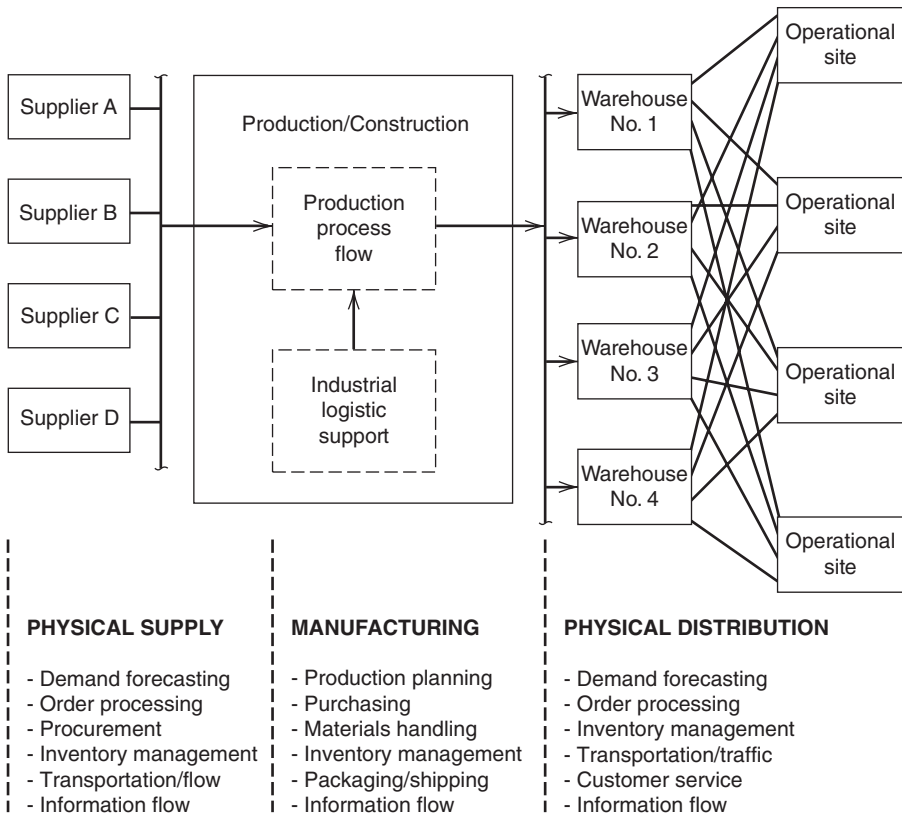 Supplier A
Supplier B
Supplier C
Supplier D
Production/Construction
Production
process
flow
Industrial
logistic
support
Warehouse
No. 1
Warehouse
No. 2
Warehouse
No. 3
Warehouse
No. 4
Operational
site
Operational
site
Operational
site
Operational
site
PHYSICAL SUPPLY
- Demand forecasting
- Order processing
- Procurement
- Inventory management
- Transportation/flow
- Information flow
MANUFACTURING
- Production planning
- Purchasing
- Materials handling
- Inventory management
- Packaging/shipping
- Information flow
PHYSICAL DISTRIBUTION
- Demand forecasting
- Order processing
- Inventory management
- Transportation/traffic
- Customer service
- Information flow